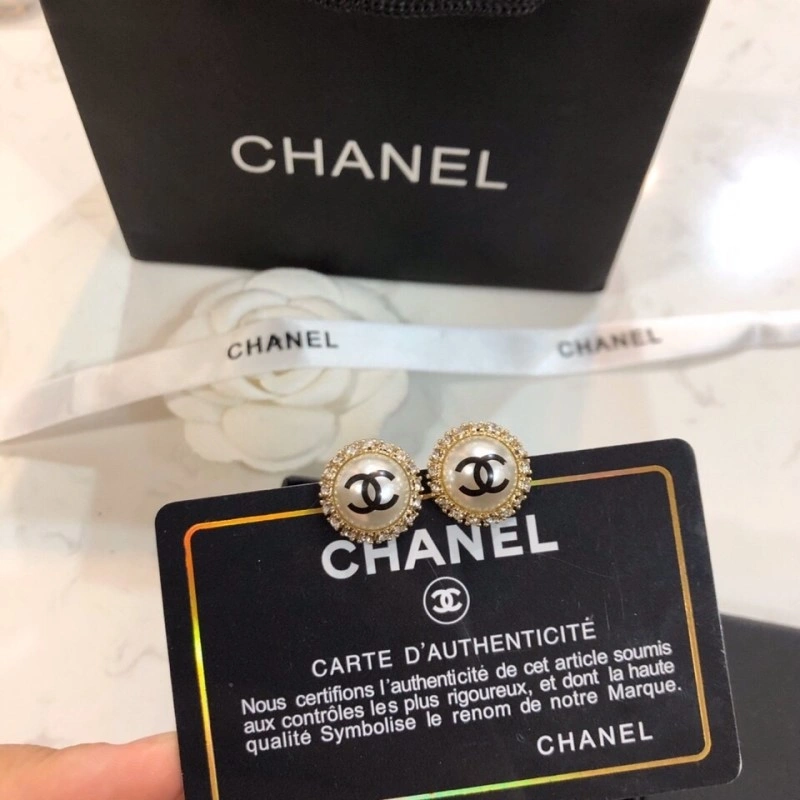 CHANEL
CHANEL CHANEL
CHANEL
CARTE D'AUTHENTICITÉ
Nous certifions l'authenticité de cet article soumis
aux contrôles les plus rigoureux, et dont la haute
qualité Symbolise le renom de notre Marque.
CHANEL